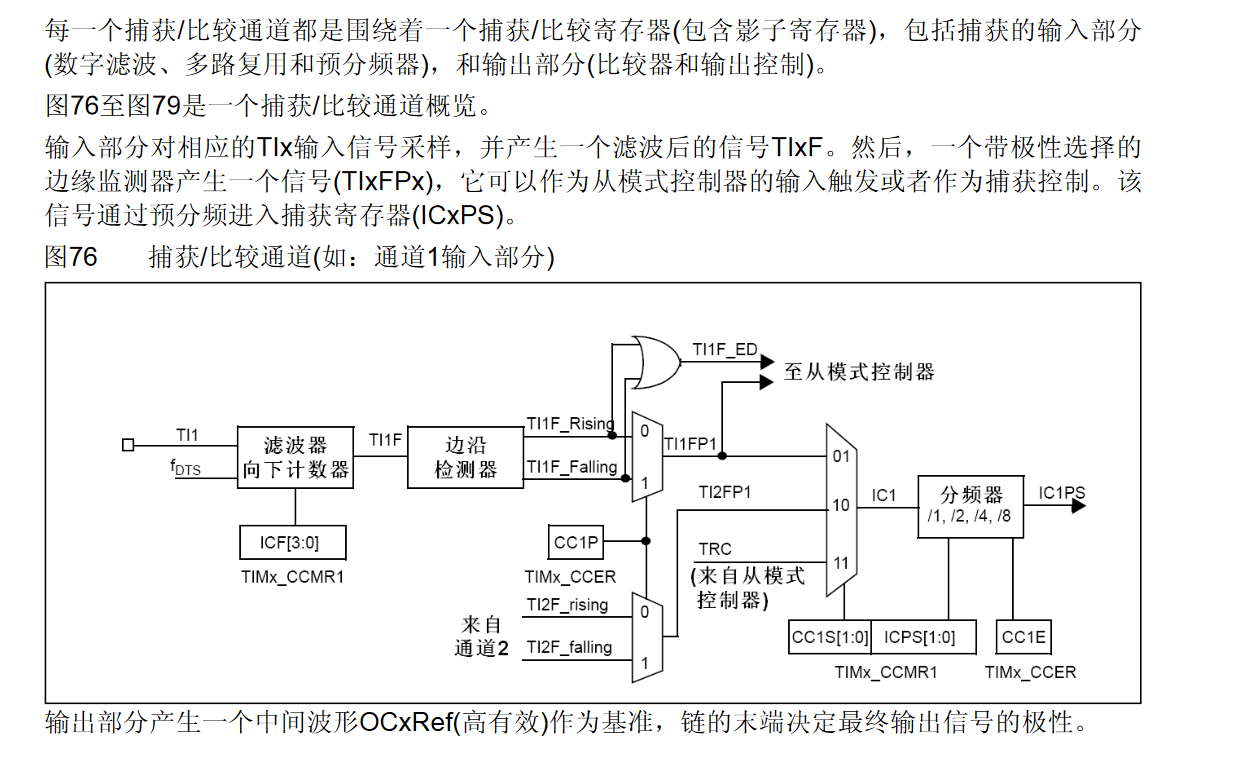 每一个捕获/比较通道都是围绕着一个捕获/比较寄存器(包含影子寄存器)，包括捕获的输入部分
(数字滤波、多路复用和预分频器)，和输出部分(比较器和输出控制)。
图76至图79是一个捕获/比较通道概览。
输入部分对相应的TIx输入信号采样，并产生一个滤波后的信号TIxF。然后，一个带极性选择的
边缘监测器产生一个信号(TIxFPx)，它可以作为从模式控制器的输入触发或者作为捕获控制。该
信号通过预分频进入捕获寄存器(ICxPS)。
图76 捕获/比较通道(如：通道1输入部分)
TI1F_ED
至从模式控制器
TI1
fDTS
滤波器
向下计数器
TI1F
边沿
检测器
TI1F_Rising
TI1F_Falling
0
1
TI1FP1
TI2FP1
TRC
(来自从模式
控制器)
01
10
11
IC1
分频器
/1, /2, /4, /8
IC1PS
ICF[3:0]
TIMx_CCMR1
CC1P
TIMx_CCER
来自
通道2
TI2F_rising
TI2F_falling
0
1
CC1S[1:0]
ICPS[1:0]
TIMx_CCMR1
CC1E
TIMx_CCER
输出部分产生一个中间波形OCxRef(高有效)作为基准，链的末端决定最终输出信号的极性。